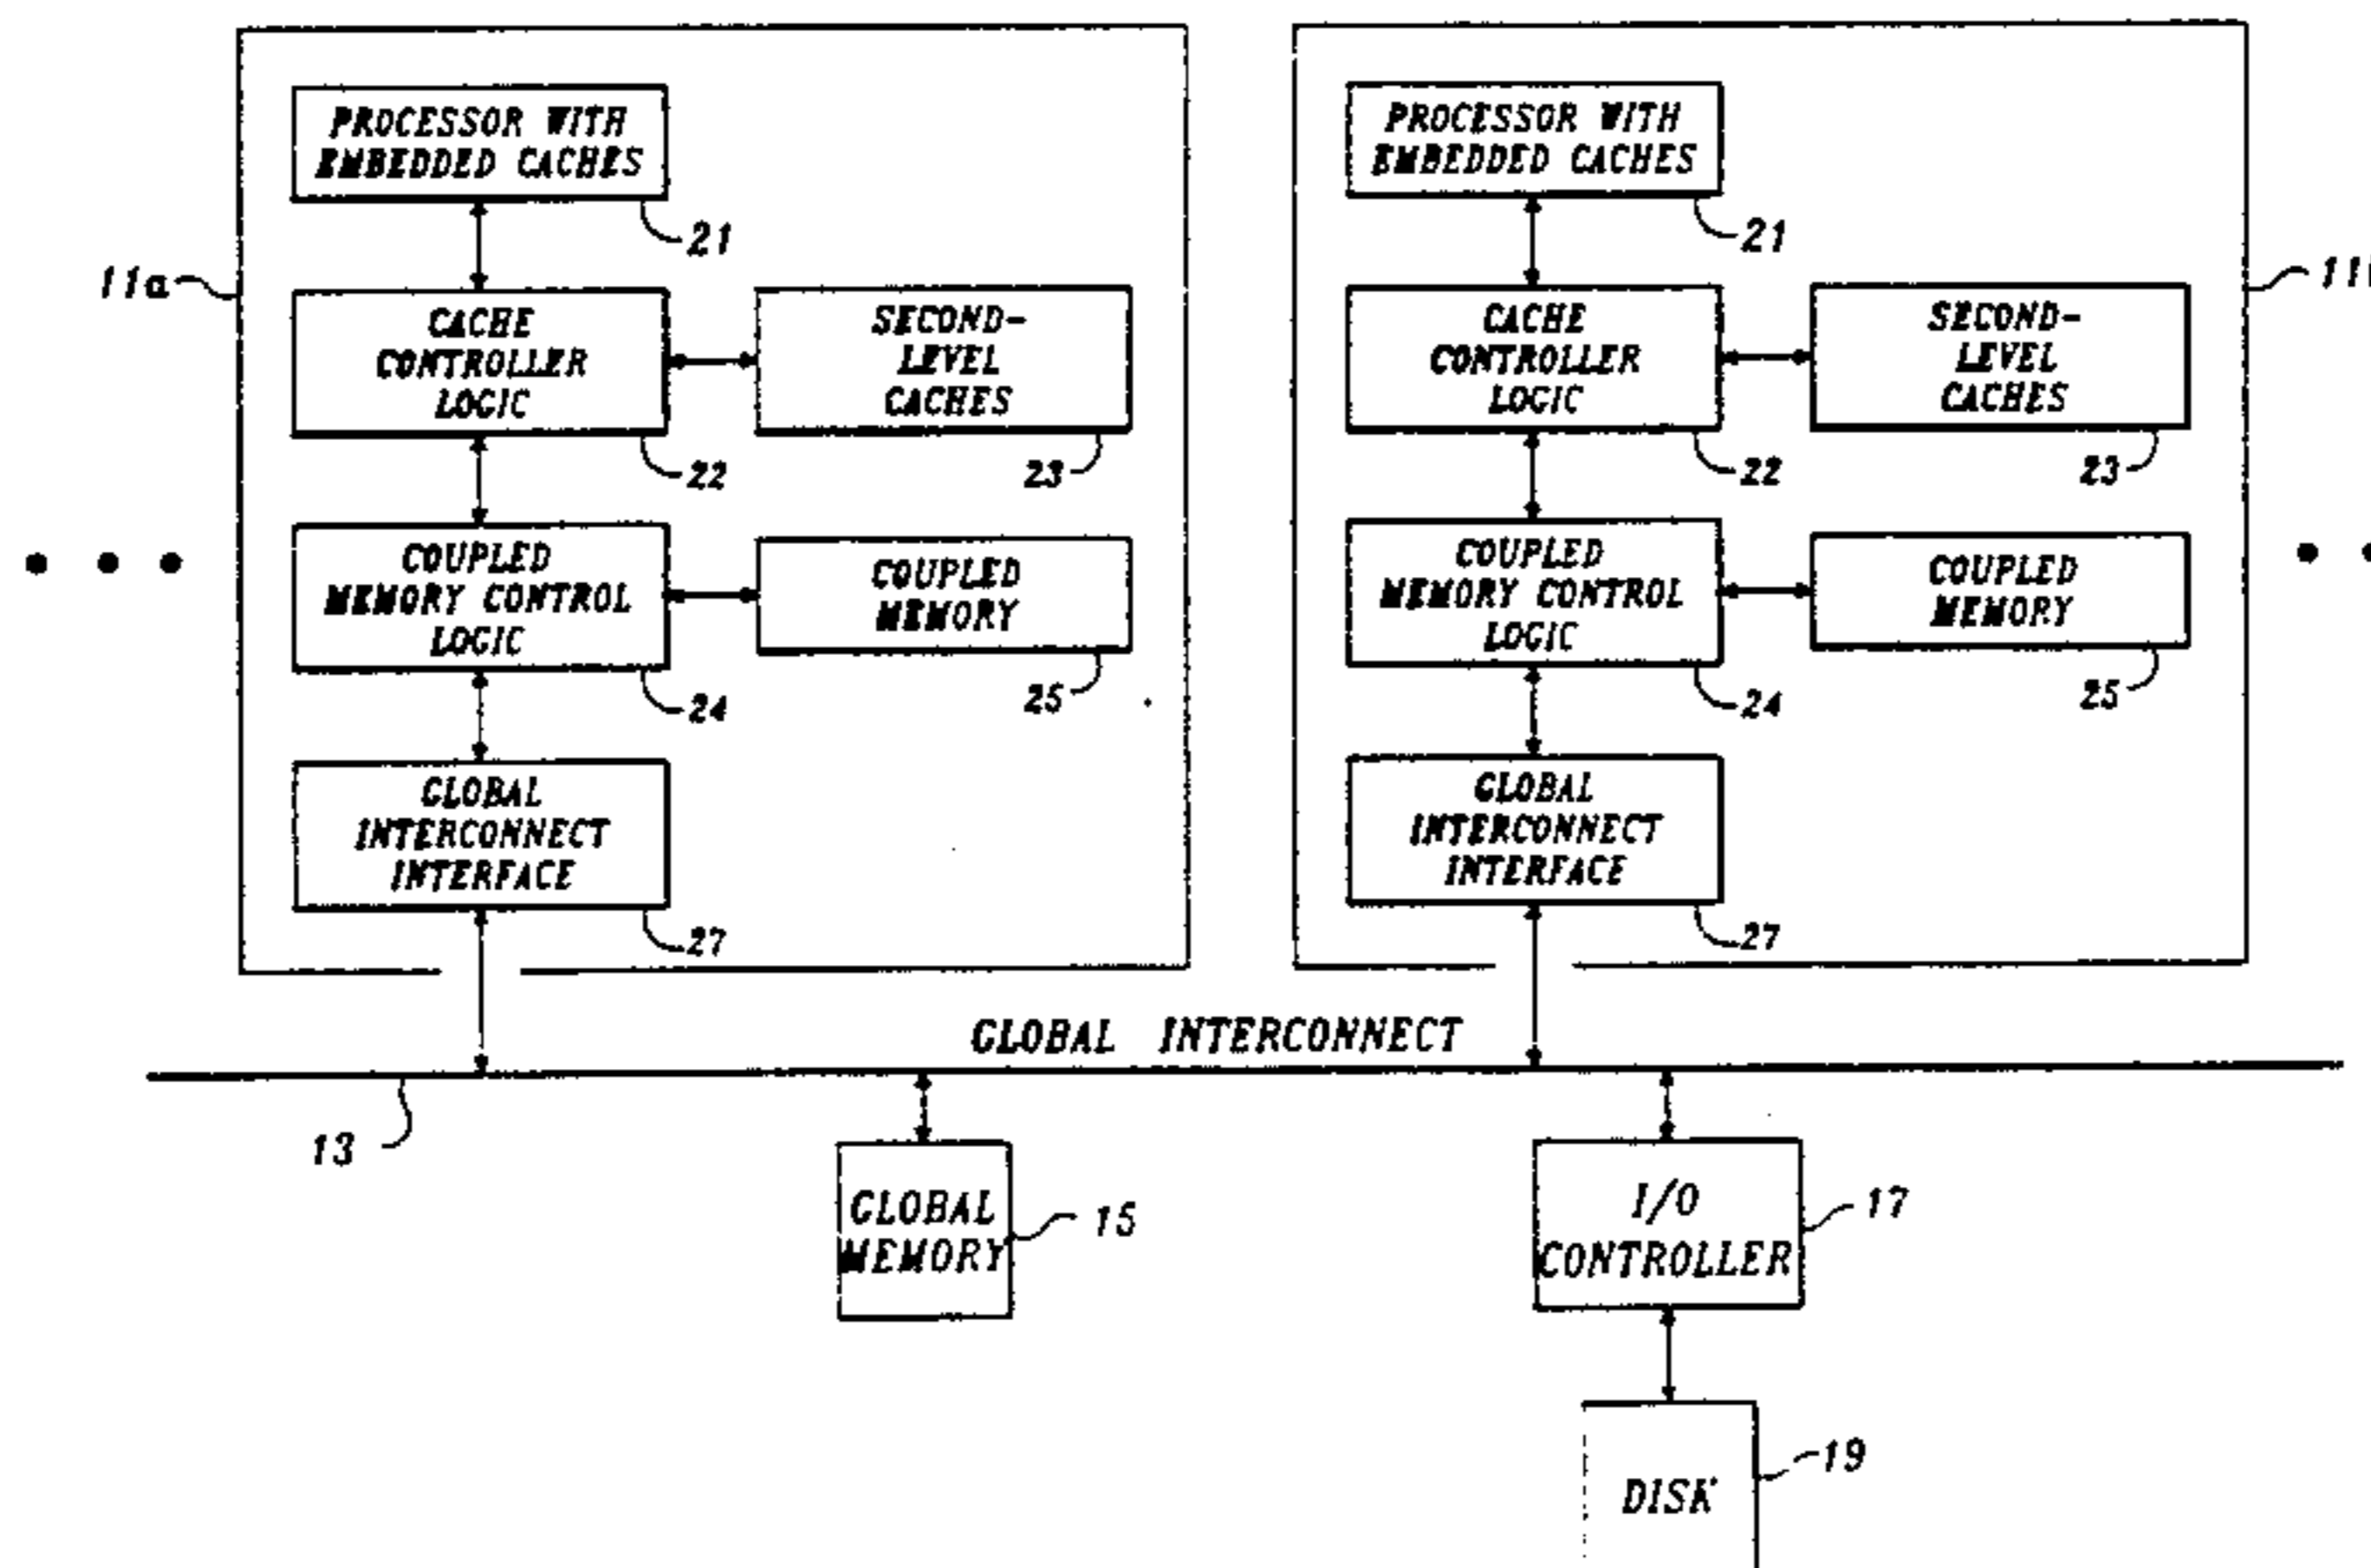 PROCESSOR WITH
EMBEDDED CACHES
21
11a
CACHE
CONTROLLER
LOGIC
22
SECOND-
LEVEL
CACHES
23
COUPLED
MEMORY CONTROL
LOGIC
24
COUPLED
MEMORY
25
GLOBAL
INTERCONNECT
INTERFACE
27
PROCESSOR WITH
EMBEDDED CACHES
21
CACHE
CONTROLLER
LOGIC
22
SECOND-
LEVEL
CACHES
23
COUPLED
MEMORY CONTROL
LOGIC
24
COUPLED
MEMORY
25
GLOBAL
INTERCONNECT
INTERFACE
27
GLOBAL INTERCONNECT
13
GLOBAL
MEMORY
15
I/O
CONTROLLER
17
DISK
19